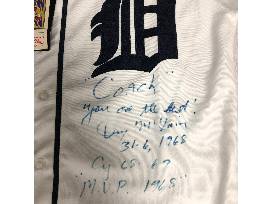 D
"Coach"
you are the best!
Denny McLain
31-6, 1968
Cy 68-69
"M.V.P. 1968"